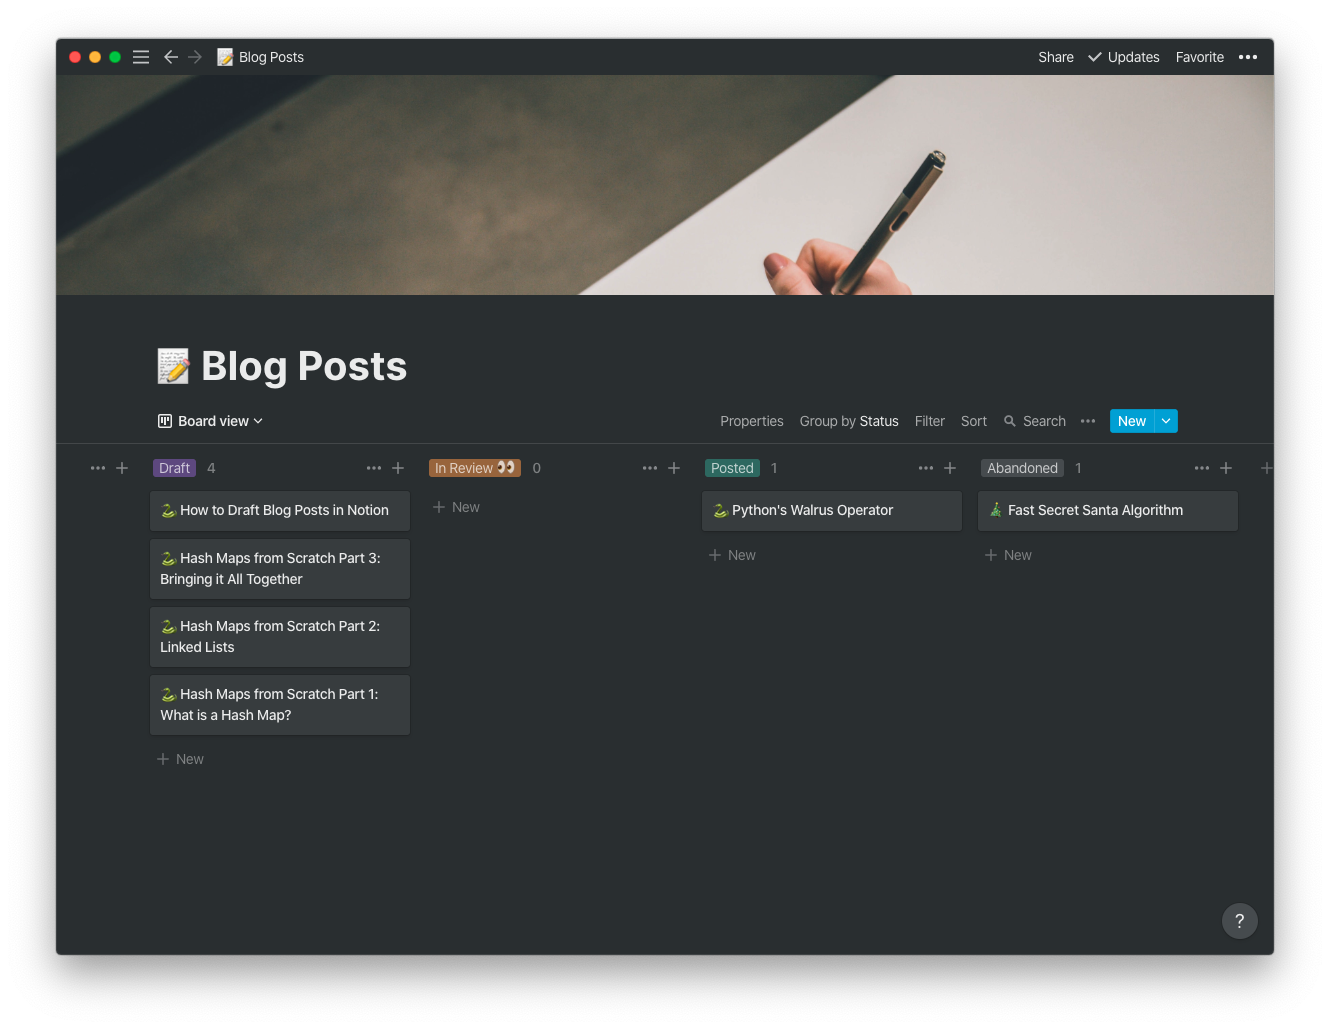 📝 Blog Posts
Share ✓ Updates Favorite •••
📝 Blog Posts
Board view
Properties Group by Status Filter Sort Search ••• New
••• + Draft 4 ••• +
In Review 👀 0 ••• +
Posted 1 ••• +
Abandoned 1 ••• + +
🐍 How to Draft Blog Posts in Notion
🐍 Hash Maps from Scratch Part 3:
Bringing it All Together
🐍 Hash Maps from Scratch Part 2:
Linked Lists
🐍 Hash Maps from Scratch Part 1:
What is a Hash Map?
+ New
+ New
🐍 Python's Walrus Operator
+ New
🎄 Fast Secret Santa Algorithm
+ New
?